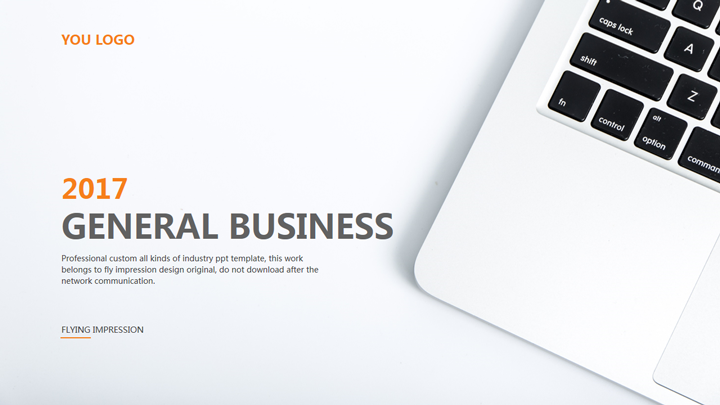 YOU LOGO
2017
GENERAL BUSINESS
Professional custom all kinds of industry ppt template, this work
belongs to fly impression design original, do not download after the
network communication.
FLYING IMPRESSION
Q
caps lock
A
shift
Z
fn
control
alt
option
comman